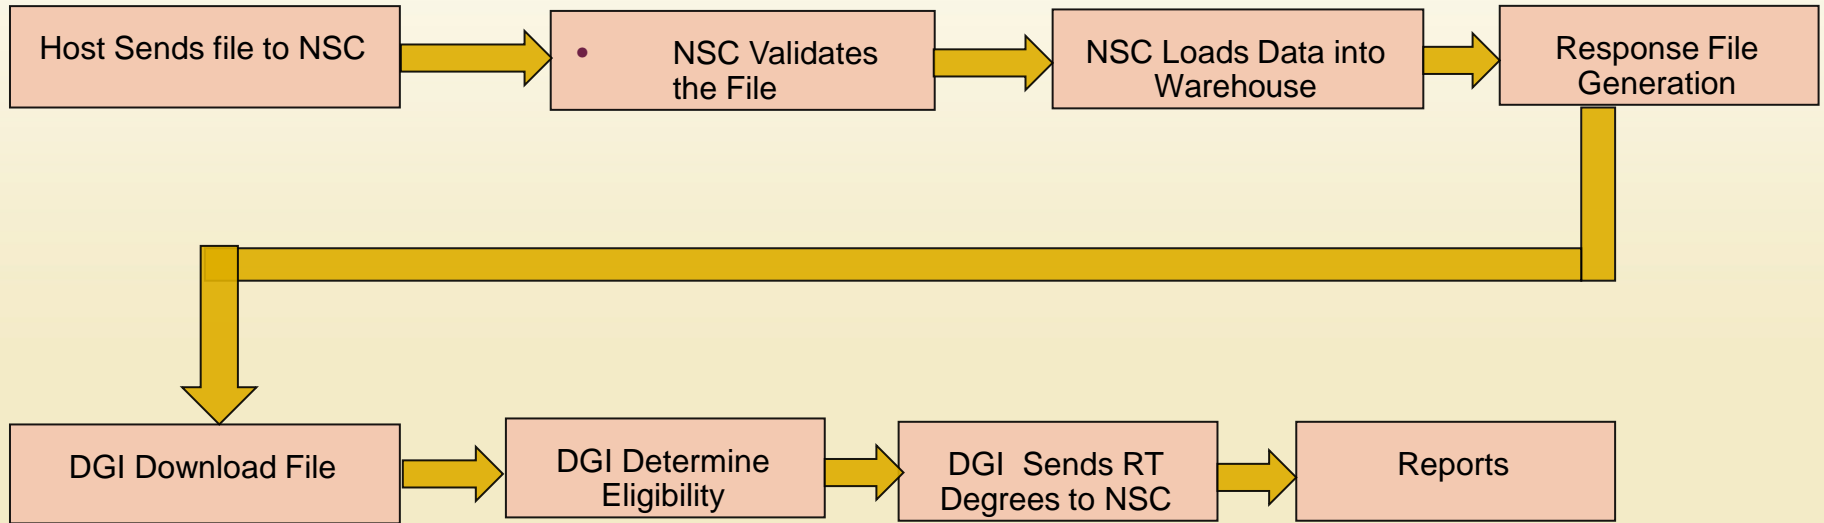 Host Sends file to NSC
• NSC Validates
the File
NSC Loads Data into
Warehouse
Response File
Generation
DGI Download File
DGI Determine
Eligibility
DGI  Sends RT
Degrees to NSC
Reports